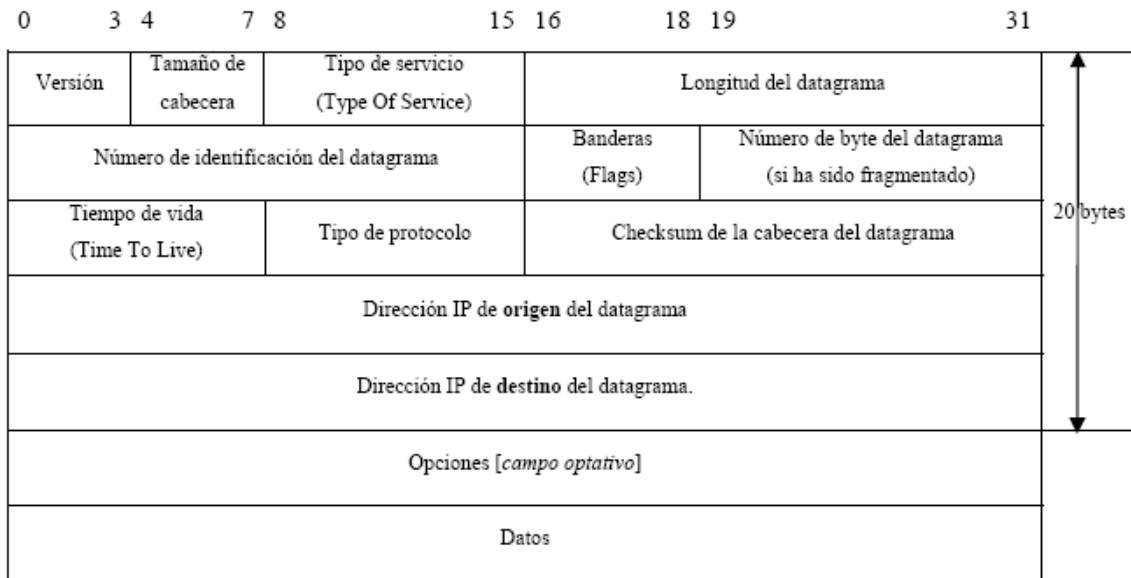 0 3 4 7 8 15 16 18 19 31
Versión
Tamaño de
cabecera
Tipo de servicio
(Type Of Service)
Longitud del datagrama
Número de identificación del datagrama
Banderas
(Flags)
Número de byte del datagrama
(si ha sido fragmentado)
20 bytes
Tiempo de vida
(Time To Live)
Tipo de protocolo
Checksum de la cabecera del datagrama
Dirección IP de origen del datagrama
Dirección IP de destino del datagrama.
Opciones [campo optativo]
Datos